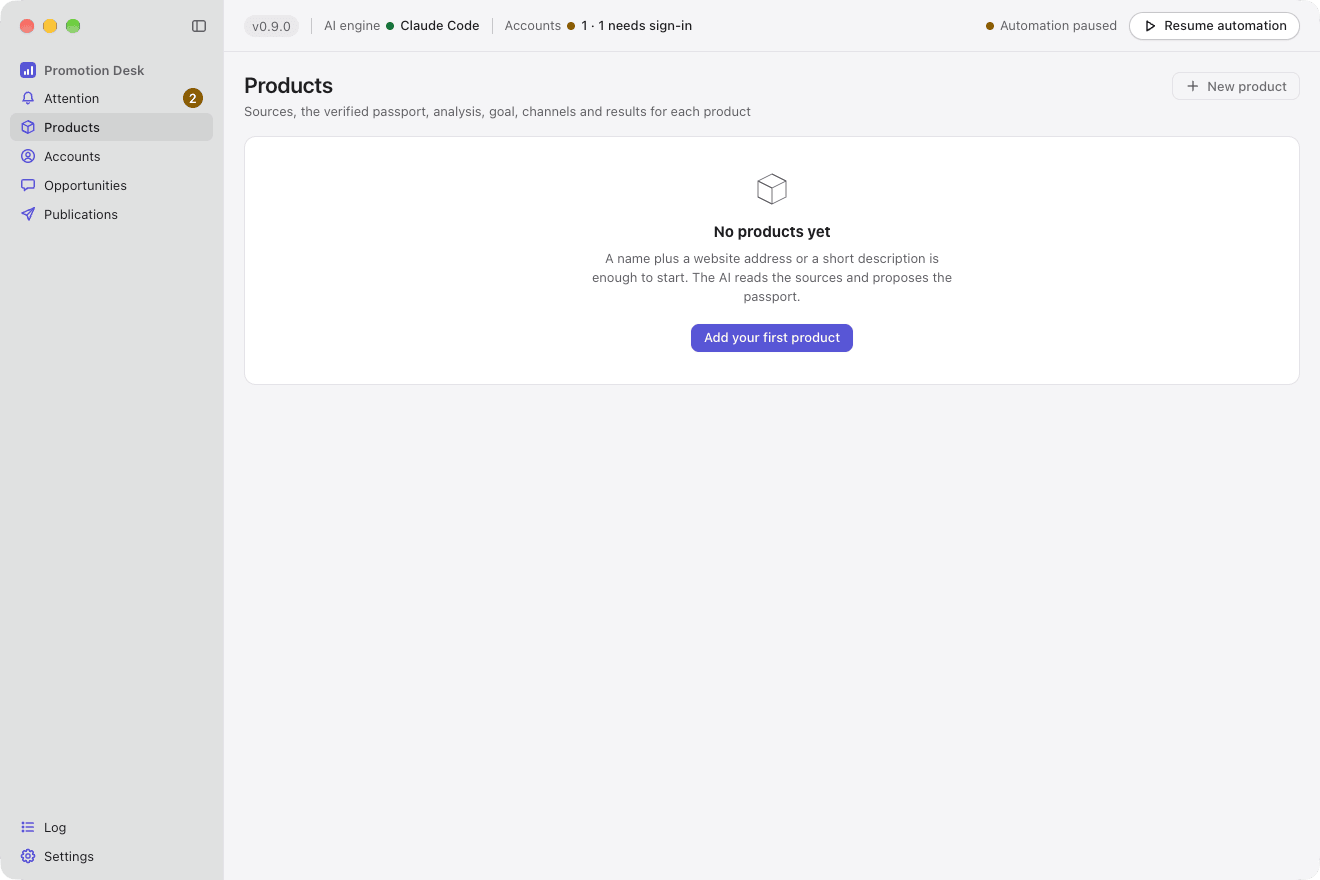 v0.9.0
AI engine Claude Code
Accounts 1 · 1 needs sign-in
Automation paused
Resume automation
Promotion Desk
Attention 2
Products
Accounts
Opportunities
Publications
Log
Settings
Products
New product
Sources, the verified passport, analysis, goal, channels and results for each product
No products yet
A name plus a website address or a short description is
enough to start. The AI reads the sources and proposes the
passport.
Add your first product